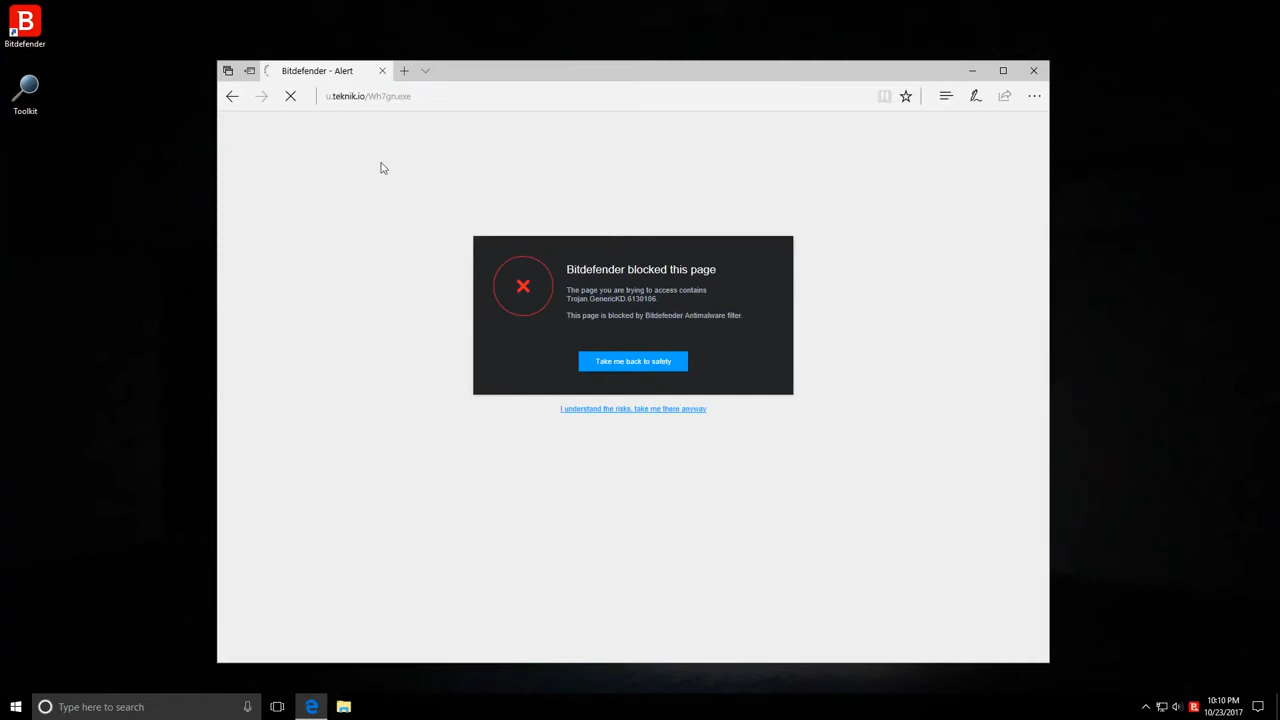 B
Bitdefender
Toolkit
Bitdefender - Alert
u.teknik.io/Wh7gn.exe
Bitdefender blocked this page
The page you are trying to access contains
Trojan.GenericKD.6130106.
This page is blocked by Bitdefender Antimalware filter.
Take me back to safety
I understand the risks, take me there anyway
Type here to search
B
10:10 PM
10/23/2017